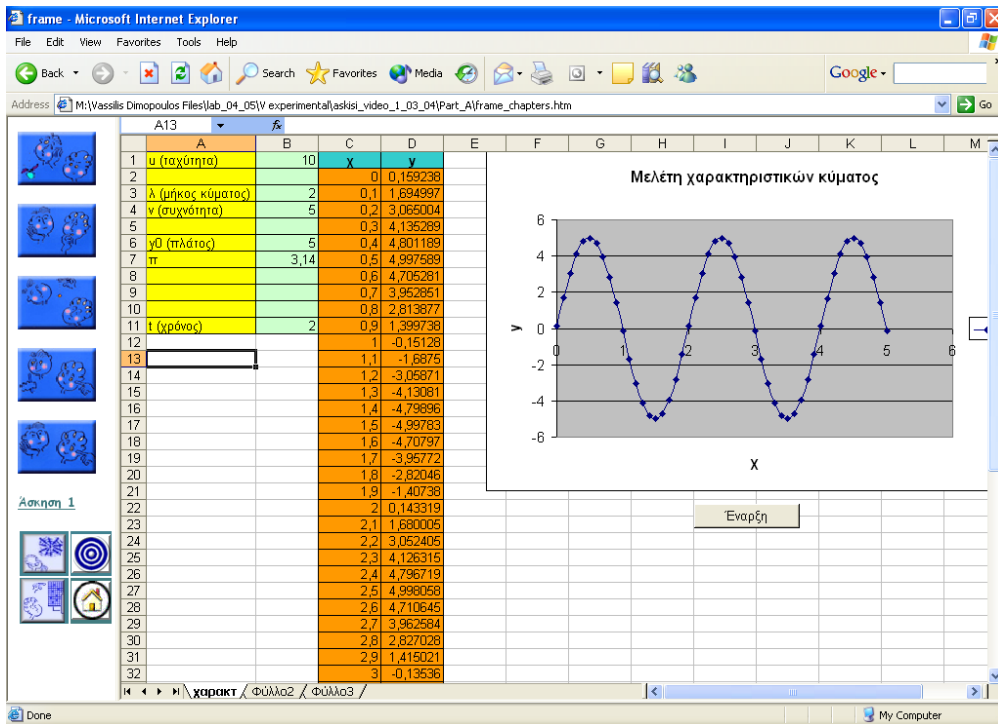 frame - Microsoft Internet Explorer
File Edit View Favorites Tools Help
Back Search Favorites Media Google
Address M:\Vassilis Dimopoulos Files\lab_04_05\V experimental\askisi_video_1_03_04\Part_A\frame_chapters.htm Go
A13 fx
A B C D E F G H I J K L M
1 u (ταχύτητα) 10 x y
2 0 0,159238
3 λ (μήκος κύματος) 2 0,1 1,694997
4 ν (συχνότητα) 5 0,2 3,065004
5 0,3 4,135289
6 y0 (πλάτος) 5 0,4 4,801189
7 π 3,14 0,5 4,997589
8 0,6 4,705281
9 0,7 3,952851
10 0,8 2,813877
11 t (χρόνος) 2 0,9 1,399738
12 1 -0,15128
13 1,1 -1,6875
14 1,2 -3,05871
15 1,3 -4,13081
16 1,4 -4,79896
17 1,5 -4,99783
18 1,6 -4,70797
19 1,7 -3,95772
20 1,8 -2,82046
21 1,9 -1,40738
22 2 0,143319
23 2,1 1,680005
24 2,2 3,052405
25 2,3 4,126315
26 2,4 4,796719
27 2,5 4,998058
28 2,6 4,710645
29 2,7 3,962584
30 2,8 2,827028
31 2,9 1,415021
32 3 -0,13536
Μελέτη χαρακτηριστικών κύματος
6
4
2
0
-2
-4
-6
y
0 1 2 3 4 5 6
x
Έναρξη
Άσκηση 1
χαρακτ Φύλλο2 Φύλλο3
Done My Computer